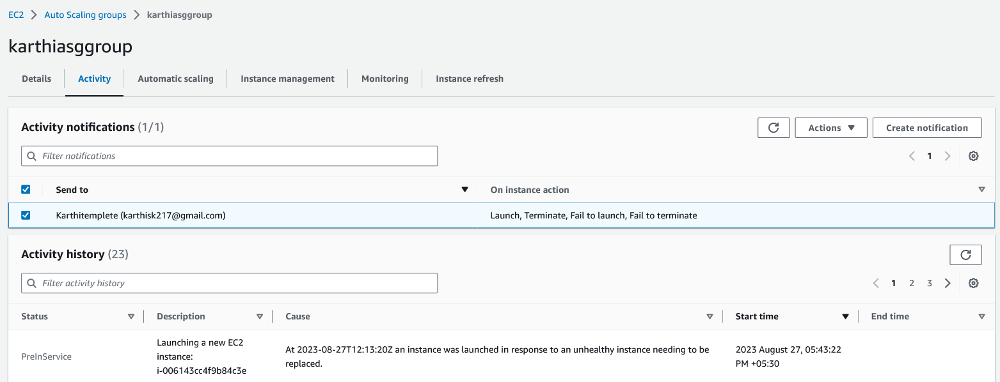 EC2 Auto Scaling groups karthiasggroup
karthiasggroup
Details Activity Automatic scaling Instance management Monitoring Instance refresh
Activity notifications (1/1) Actions Create notification
Filter notifications 1
Send to On instance action
Karthitemplete (karthisk217@gmail.com) Launch, Terminate, Fail to launch, Fail to terminate
Activity history (23)
Filter activity history 1 2 3
Status Description Cause Start time End time
PreInService
Launching a new EC2
instance:
i-006143cc4f9b84c3e
At 2023-08-27T12:13:20Z an instance was launched in response to an unhealthy instance needing to be
replaced.
2023 August 27, 05:43:22
PM +05:30